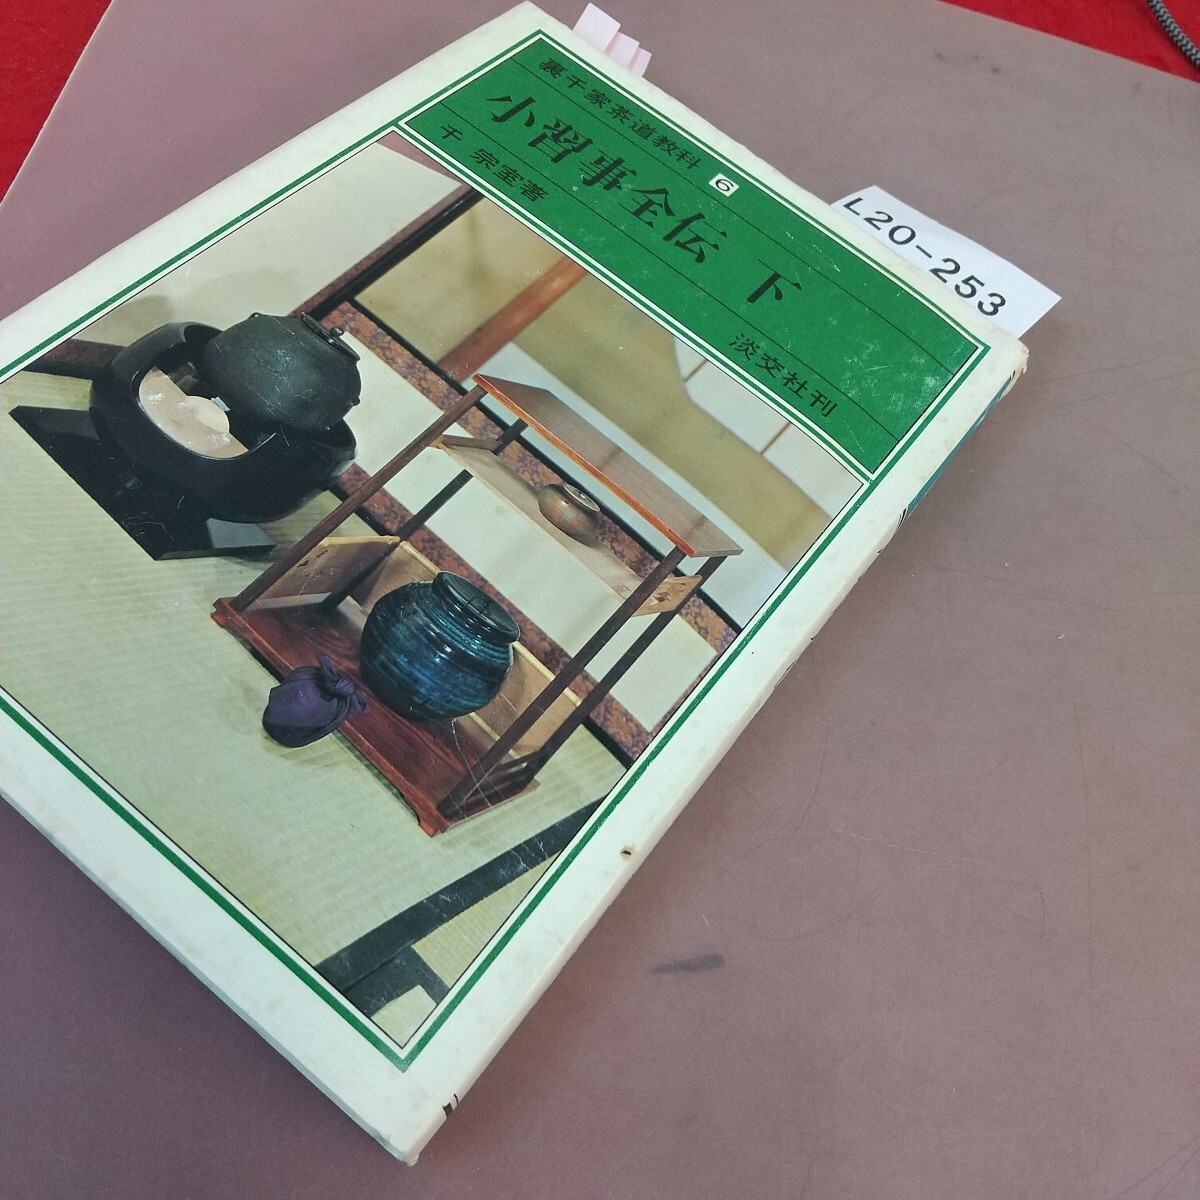 裏千家茶道教科 6
小習事全伝 下
千 宗室著
淡交社刊
L20-253